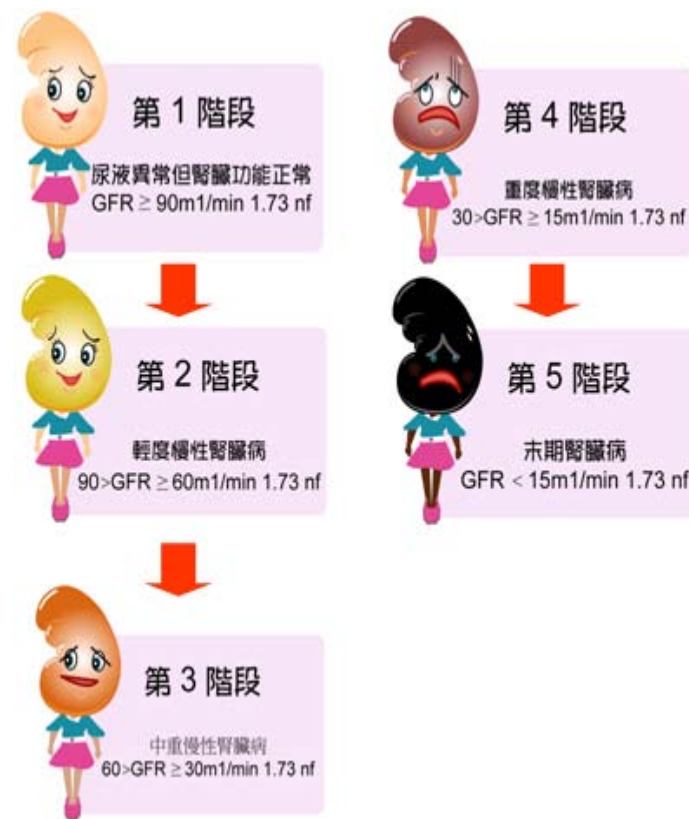 第 1 階段
尿液異常但腎臟功能正常
GFR ≥ 90m1/min 1.73 nf
第 2 階段
輕度慢性腎臟病
90>GFR ≥ 60m1/min 1.73 nf
第 3 階段
中重慢性腎臟病
60>GFR ≥ 30m1/min 1.73 nf
第 4 階段
重度慢性腎臟病
30>GFR ≥ 15m1/min 1.73 nf
第 5 階段
末期腎臟病
GFR < 15m1/min 1.73 nf